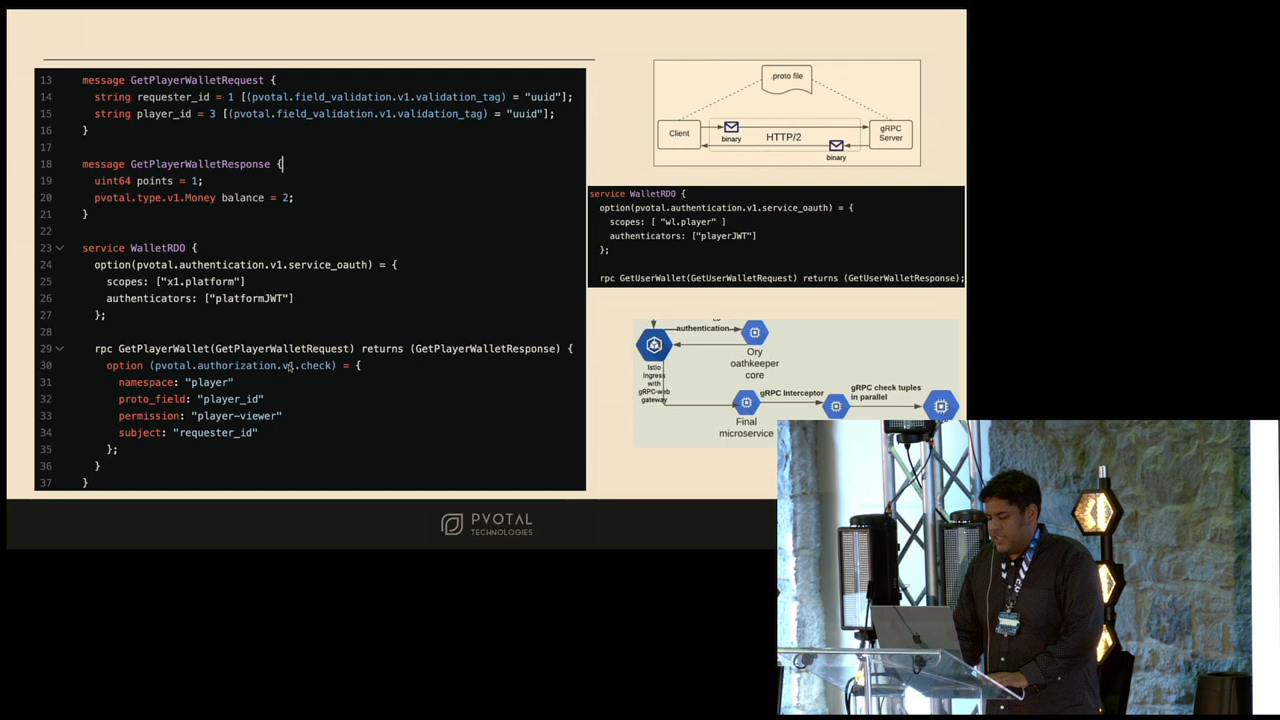 13 message GetPlayerWalletRequest {
14 string requester_id = 1 [(pvotal.field_validation.v1.validation_tag) = "uuid"];
15 string player_id = 3 [(pvotal.field_validation.v1.validation_tag) = "uuid"];
16 }
17
18 message GetPlayerWalletResponse {
19 uint64 points = 1;
20 pvotal.type.v1.Money balance = 2;
21 }
22
23 service WalletRDO {
24 option(pvotal.authentication.v1.service_oauth) = {
25 scopes: ["x1.platform"]
26 authenticators: ["platformJWT"]
27 };
28
29 rpc GetPlayerWallet(GetPlayerWalletRequest) returns (GetPlayerWalletResponse) {
30 option (pvotal.authorization.v1.check) = {
31 namespace: "player"
32 proto_field: "player_id"
33 permission: "player-viewer"
34 subject: "requester_id"
35 };
36 }
37 }
.proto file
Client
binary
HTTP/2
binary
gRPC
Server
service WalletRDO {
option(pvotal.authentication.v1.service_oauth) = {
scopes: [ "wl.player" ]
authenticators: ["playerJWT"]
};
rpc GetUserWallet(GetUserWalletRequest) returns (GetUserWalletResponse);
authentication
Istio
ingress
with
gRPC-web
gateway
Ory
oathkeeper
core
gRPC Interceptor
gRPC check tuples
in parallel
Final
microservice
PVOTAL
TECHNOLOGIES